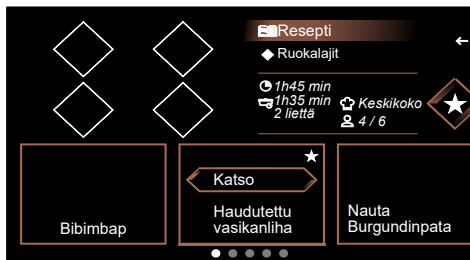 Resepti
Ruokalajit
1h45 min
1h35 min
2 liettä
Keskikoko
4 / 6
Katso
Bibimbap
Haudutettu
vasikanliha
Nauta
Burgundinpata